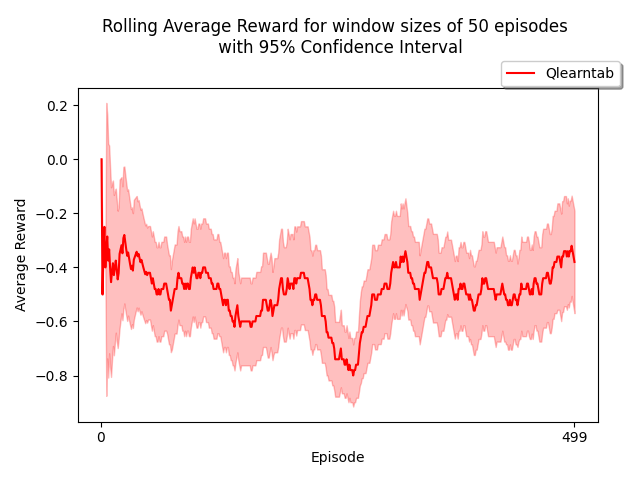 Rolling Average Reward for window sizes of 50 episodes
with 95% Confidence Interval
Qlearntab
0.2
0.0
−0.2
−0.4
−0.6
−0.8
Average Reward
0
499
Episode